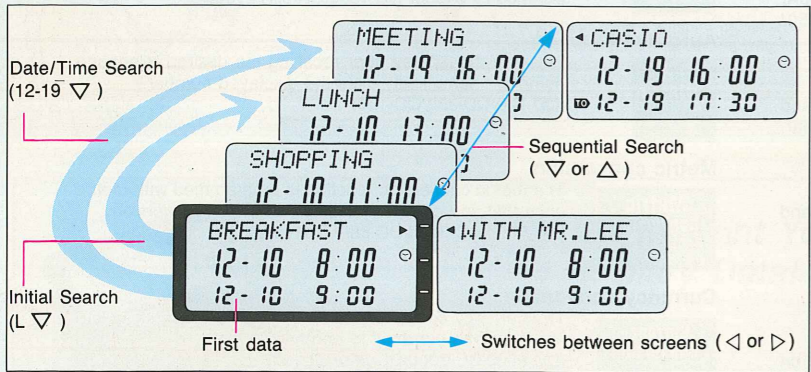 MEETING
12-19 16:00
◀ CASIO
12-19 16:00
TO 12-19 17:30
Date/Time Search
(12-19 ▽ )
LUNCH
12-10 13:00
Sequential Search
( ▽ or △ )
SHOPPING
12-10 11:00
BREAKFAST ▶
12-10 8:00
12-10 9:00
◀ WITH MR.LEE
12-10 8:00
12-10 9:00
Initial Search
(L ▽ )
First data
Switches between screens ( ◁ or ▷ )